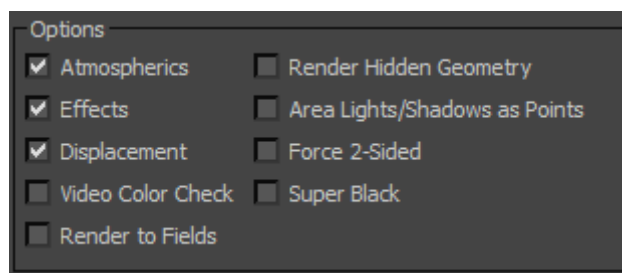 Options
Atmospherics Render Hidden Geometry
Effects Area Lights/Shadows as Points
Displacement Force 2-Sided
Video Color Check Super Black
Render to Fields